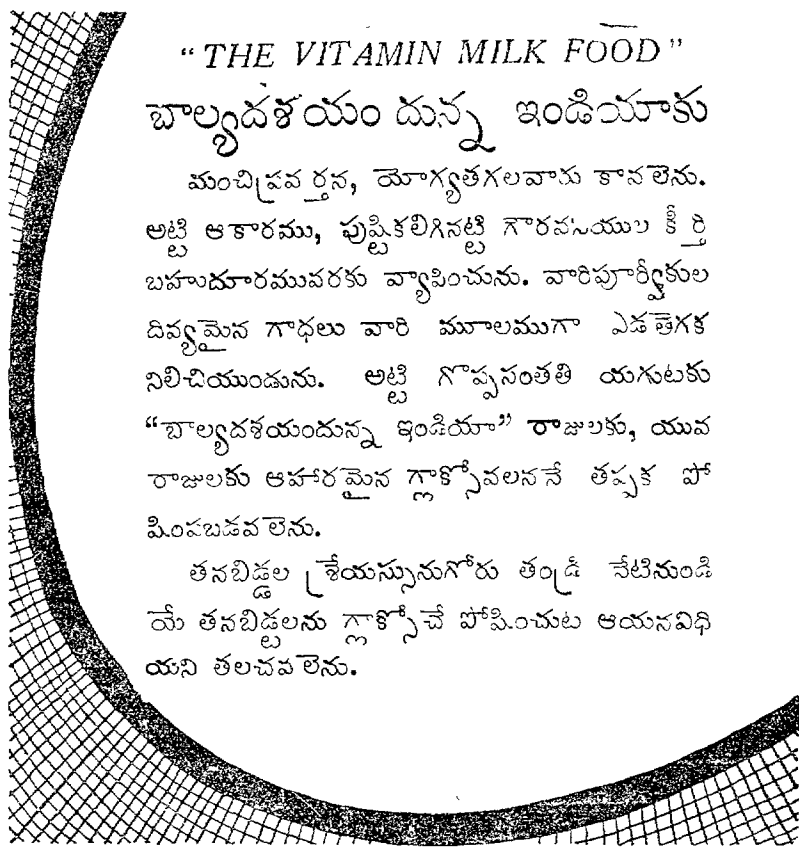 “THE VITAMIN MILK FOOD”
బాల్యదశయందున్న ఇండియాకు
మంచిప్రవర్తన, యోగ్యతగలవారు కావలెను.
అట్టి ఆకారము, పుష్టికలిగినట్టి గౌరవనీయుల కీర్తి
బహుదూరమువరకు వ్యాపించును. వారిపూర్వీకుల
దివ్యమైన గాధలు వారి మూలముగా ఎడతెగక
నిలిచియుండును. అట్టి గొప్పసంతతి యగుటకు
“బాల్యదశయందున్న ఇండియా” రాజులకు, యువ
రాజులకు ఆహారమైన గ్లాక్సోవలననే తప్పక పో
షింపబడవలెను.
తనబిడ్డల శ్రేయస్సునుగోరు తండ్రి నేటినుండి
యే తనబిడ్డలను గ్లాక్సోచే పోషించుట ఆయనవిధి
యని తలచవలెను.